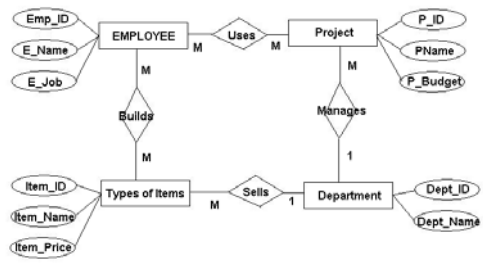 Emp_ID
E_Name
E_Job
EMPLOYEE
M
Uses
M
Project
P_ID
PName
P_Budget
M
Builds
M
M
Manages
1
Item_ID
Item_Name
Item_Price
Types of Items
M
Sells
1
Department
Dept_ID
Dept_Name